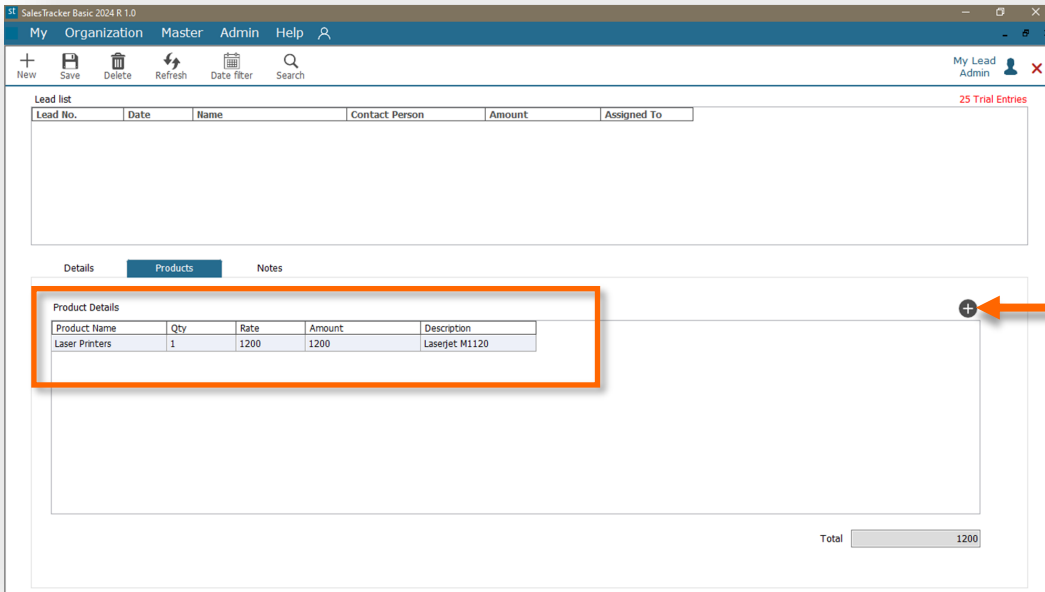 st SalesTracker Basic 2024 R 1.0
My Organization Master Admin Help
New Save Delete Refresh Date filter Search
My Lead
Admin
Lead list
25 Trial Entries
Lead No. Date Name Contact Person Amount Assigned To
Details Products Notes
Product Details
Product Name Qty Rate Amount Description
Laser Printers 1 1200 1200 Laserjet M1120
Total 1200